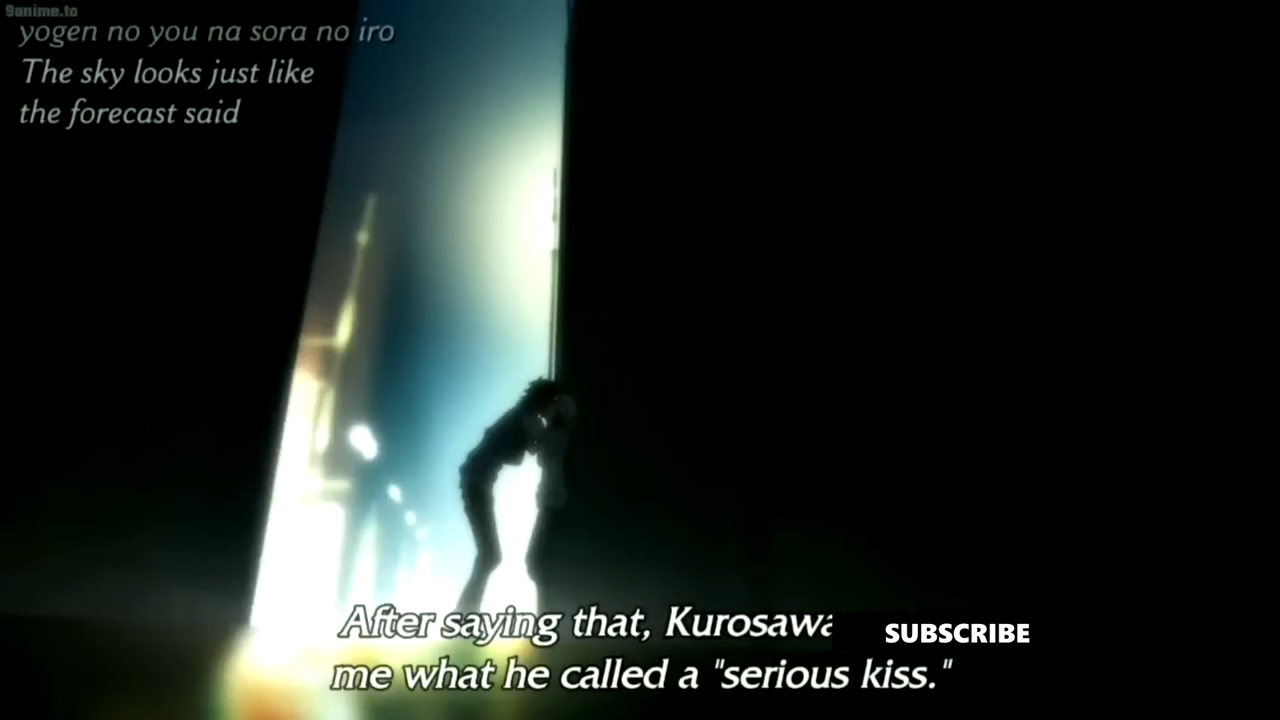 9anime.to
yogen no you na sora no iro
The sky looks just like
the forecast said
After saying that, Kurosawa
SUBSCRIBE
me what he called a "serious kiss."